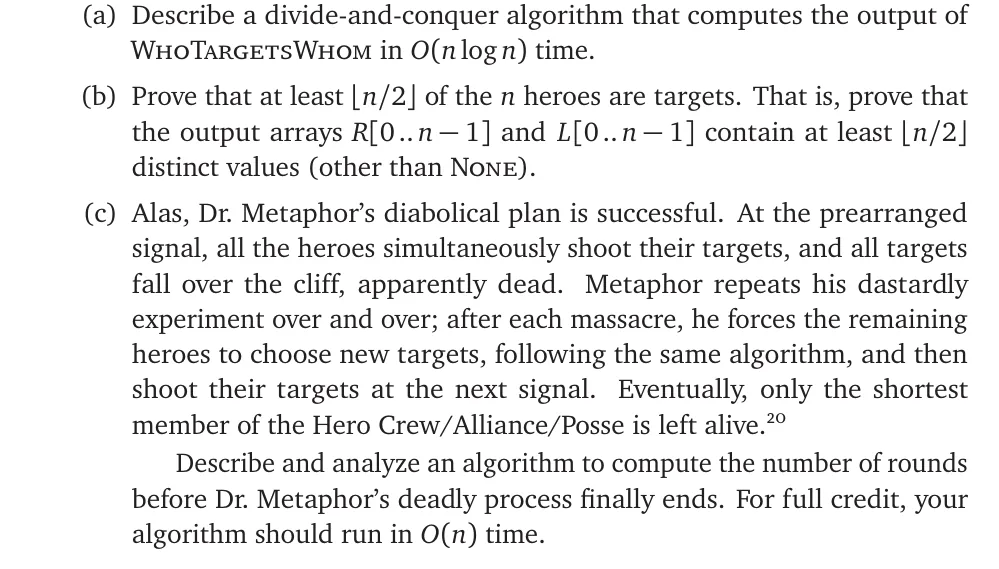 (a) Describe a divide-and-conquer algorithm that computes the output of
WHOTARGETSWHOM in O(n log n) time.
(b) Prove that at least ⌊n/2⌋ of the n heroes are targets. That is, prove that
the output arrays R[0 .. n − 1] and L[0 .. n − 1] contain at least ⌊n/2⌋
distinct values (other than NONE).
(c) Alas, Dr. Metaphor’s diabolical plan is successful. At the prearranged
signal, all the heroes simultaneously shoot their targets, and all targets
fall over the cliff, apparently dead. Metaphor repeats his dastardly
experiment over and over; after each massacre, he forces the remaining
heroes to choose new targets, following the same algorithm, and then
shoot their targets at the next signal. Eventually, only the shortest
member of the Hero Crew/Alliance/Posse is left alive.²⁰
Describe and analyze an algorithm to compute the number of rounds
before Dr. Metaphor’s deadly process finally ends. For full credit, your
algorithm should run in O(n) time.